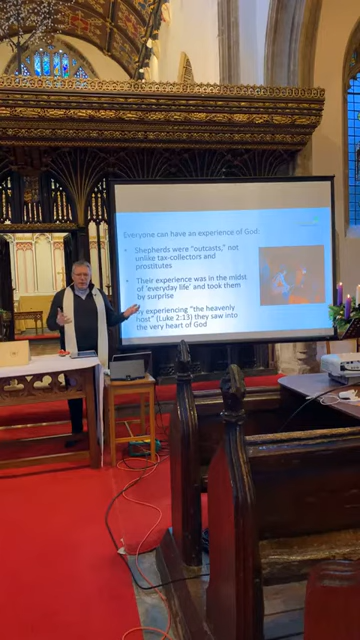 Everyone can have an experience of God:
• Shepherds were "outcasts," not
unlike tax-collectors and
prostitutes
• Their experience was in the midst
of 'everyday life' and took them
by surprise
by experiencing "the heavenly
host" (Luke 2:13) they saw into
the very heart of God